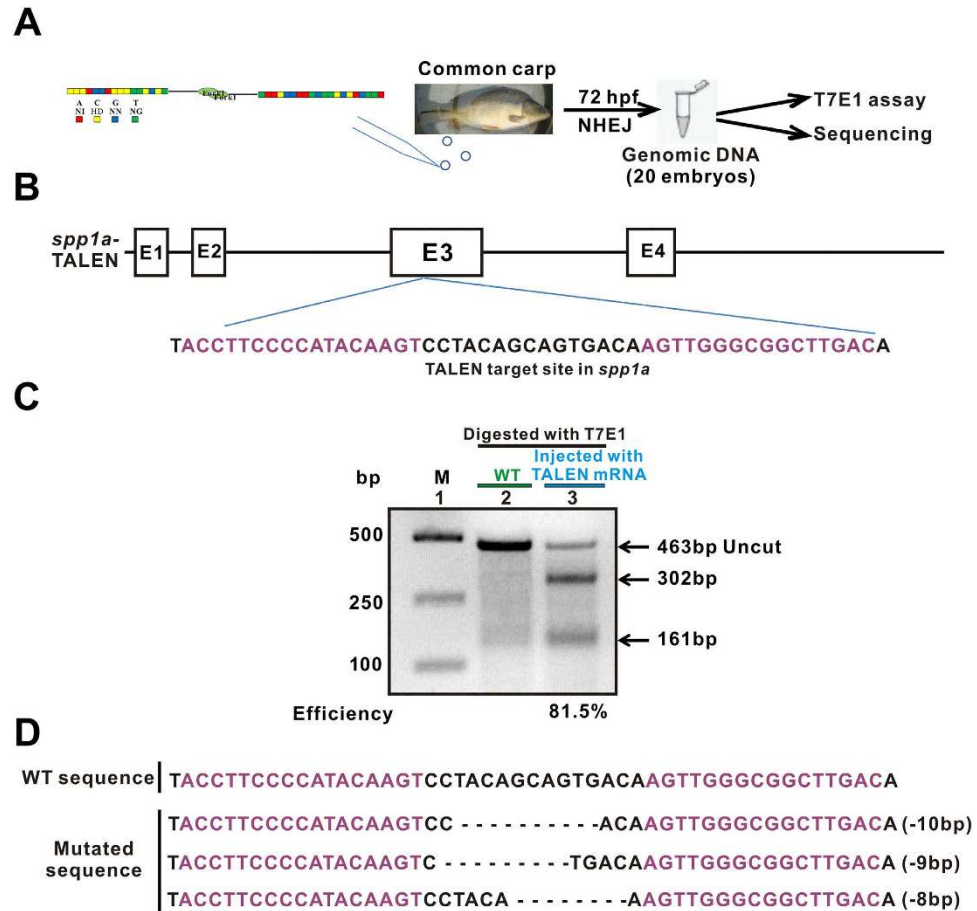 A
A C G T
NI HD NN NG
Common carp
72 hpf
NHEJ
Genomic DNA
(20 embryos)
T7E1 assay
Sequencing
B
spp1a-
TALEN
E1 E2 E3 E4
TACCTTCCCCATACAAGTCCTACAGCAGTGACAAGTTGGGCGGCTTGACA
TALEN target site in spp1a
C
Digested with T7E1
Injected with
bp M WT TALEN mRNA
1 2 3
500
250
100
463bp Uncut
302bp
161bp
Efficiency 81.5%
D
WT sequence TACCTTCCCCATACAAGTCCTACAGCAGTGACAAGTTGGGCGGCTTGACA
Mutated
sequence
TACCTTCCCCATACAAGTCC - - - - - - - - - - ACAAGTTGGGCGGCTTGACA (-10bp)
TACCTTCCCCATACAAGTC - - - - - - - - - TGACAAGTTGGGCGGCTTGACA (-9bp)
TACCTTCCCCATACAAGTCCTACA - - - - - - - - AAGTTGGGCGGCTTGACA (-8bp)